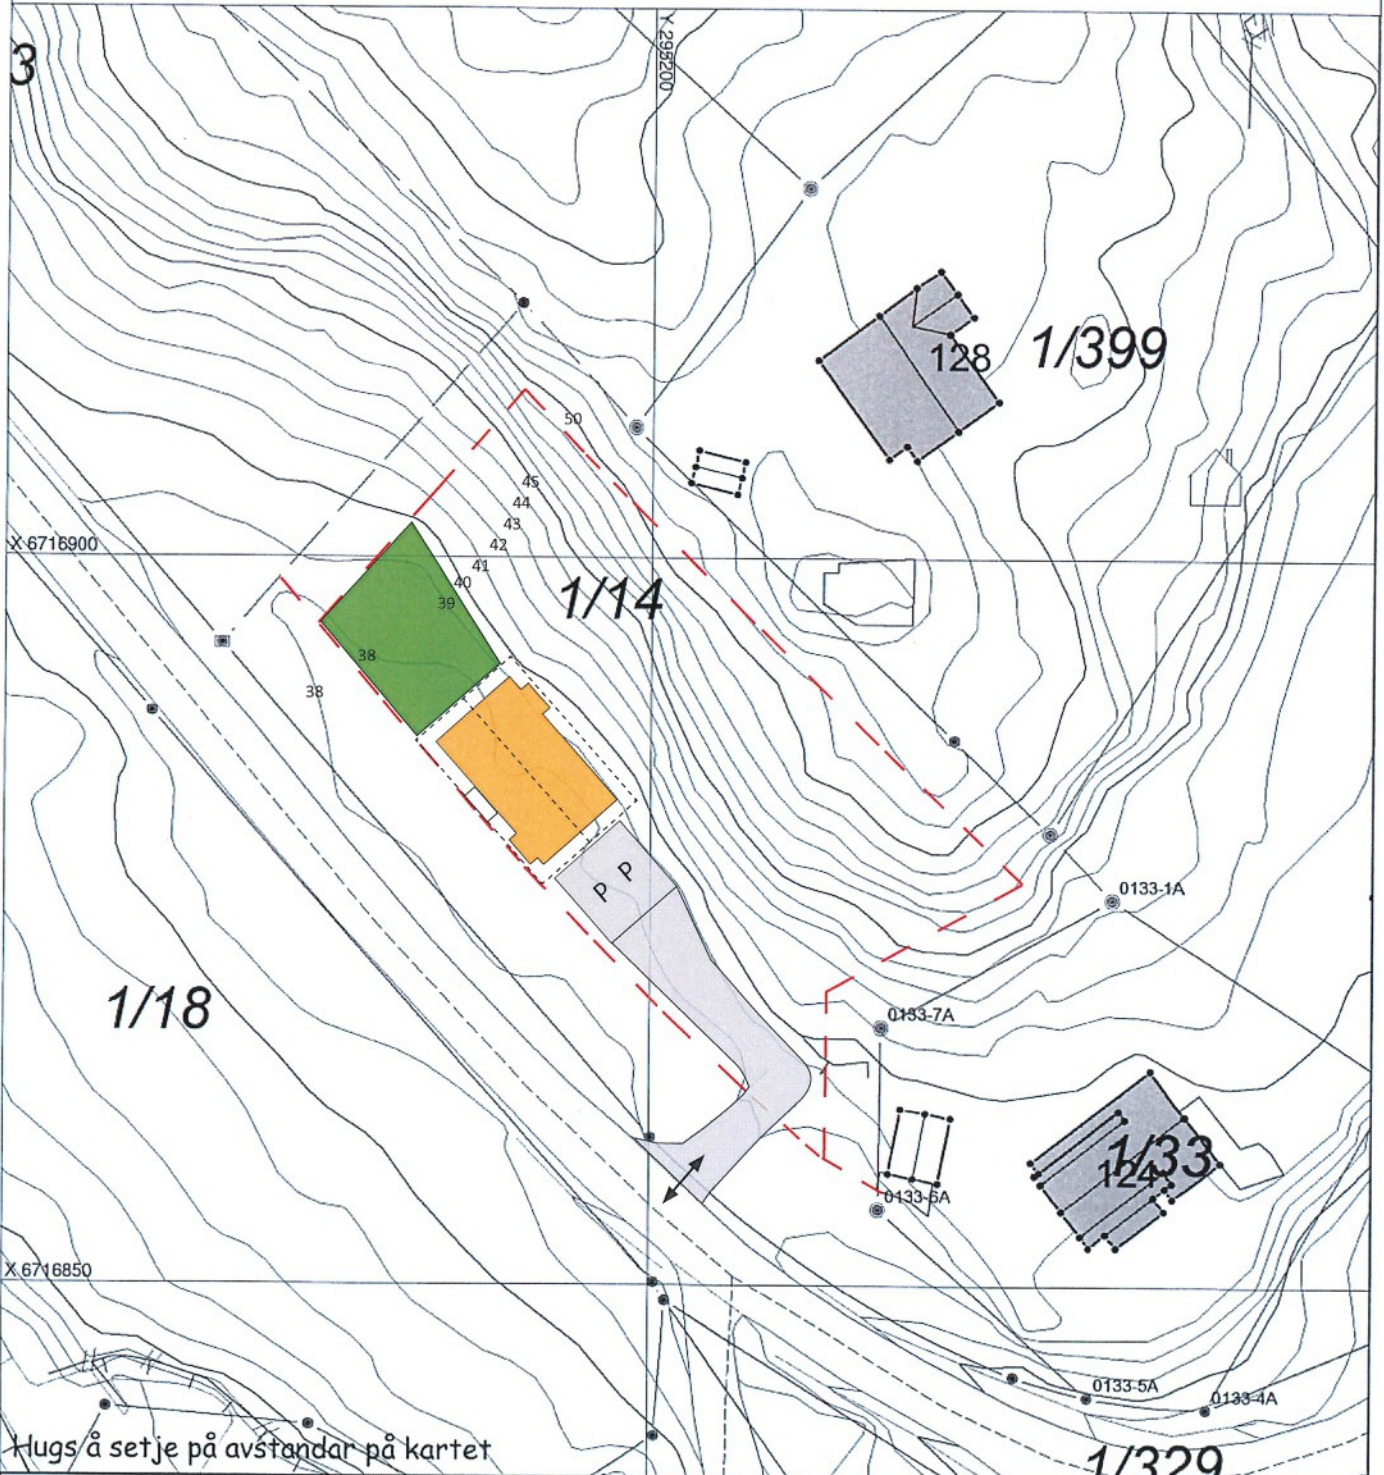 3
Y 295200
128
1/399
50
45
44
43
42
41
40
39
X 6716900
1/14
38
38
P P
0133-1A
1/18
0133-7A
1/33
124
0133-6A
X 6716850
0133-5A
0133-4A
Hugs å setje på avstandar på kartet
1/329